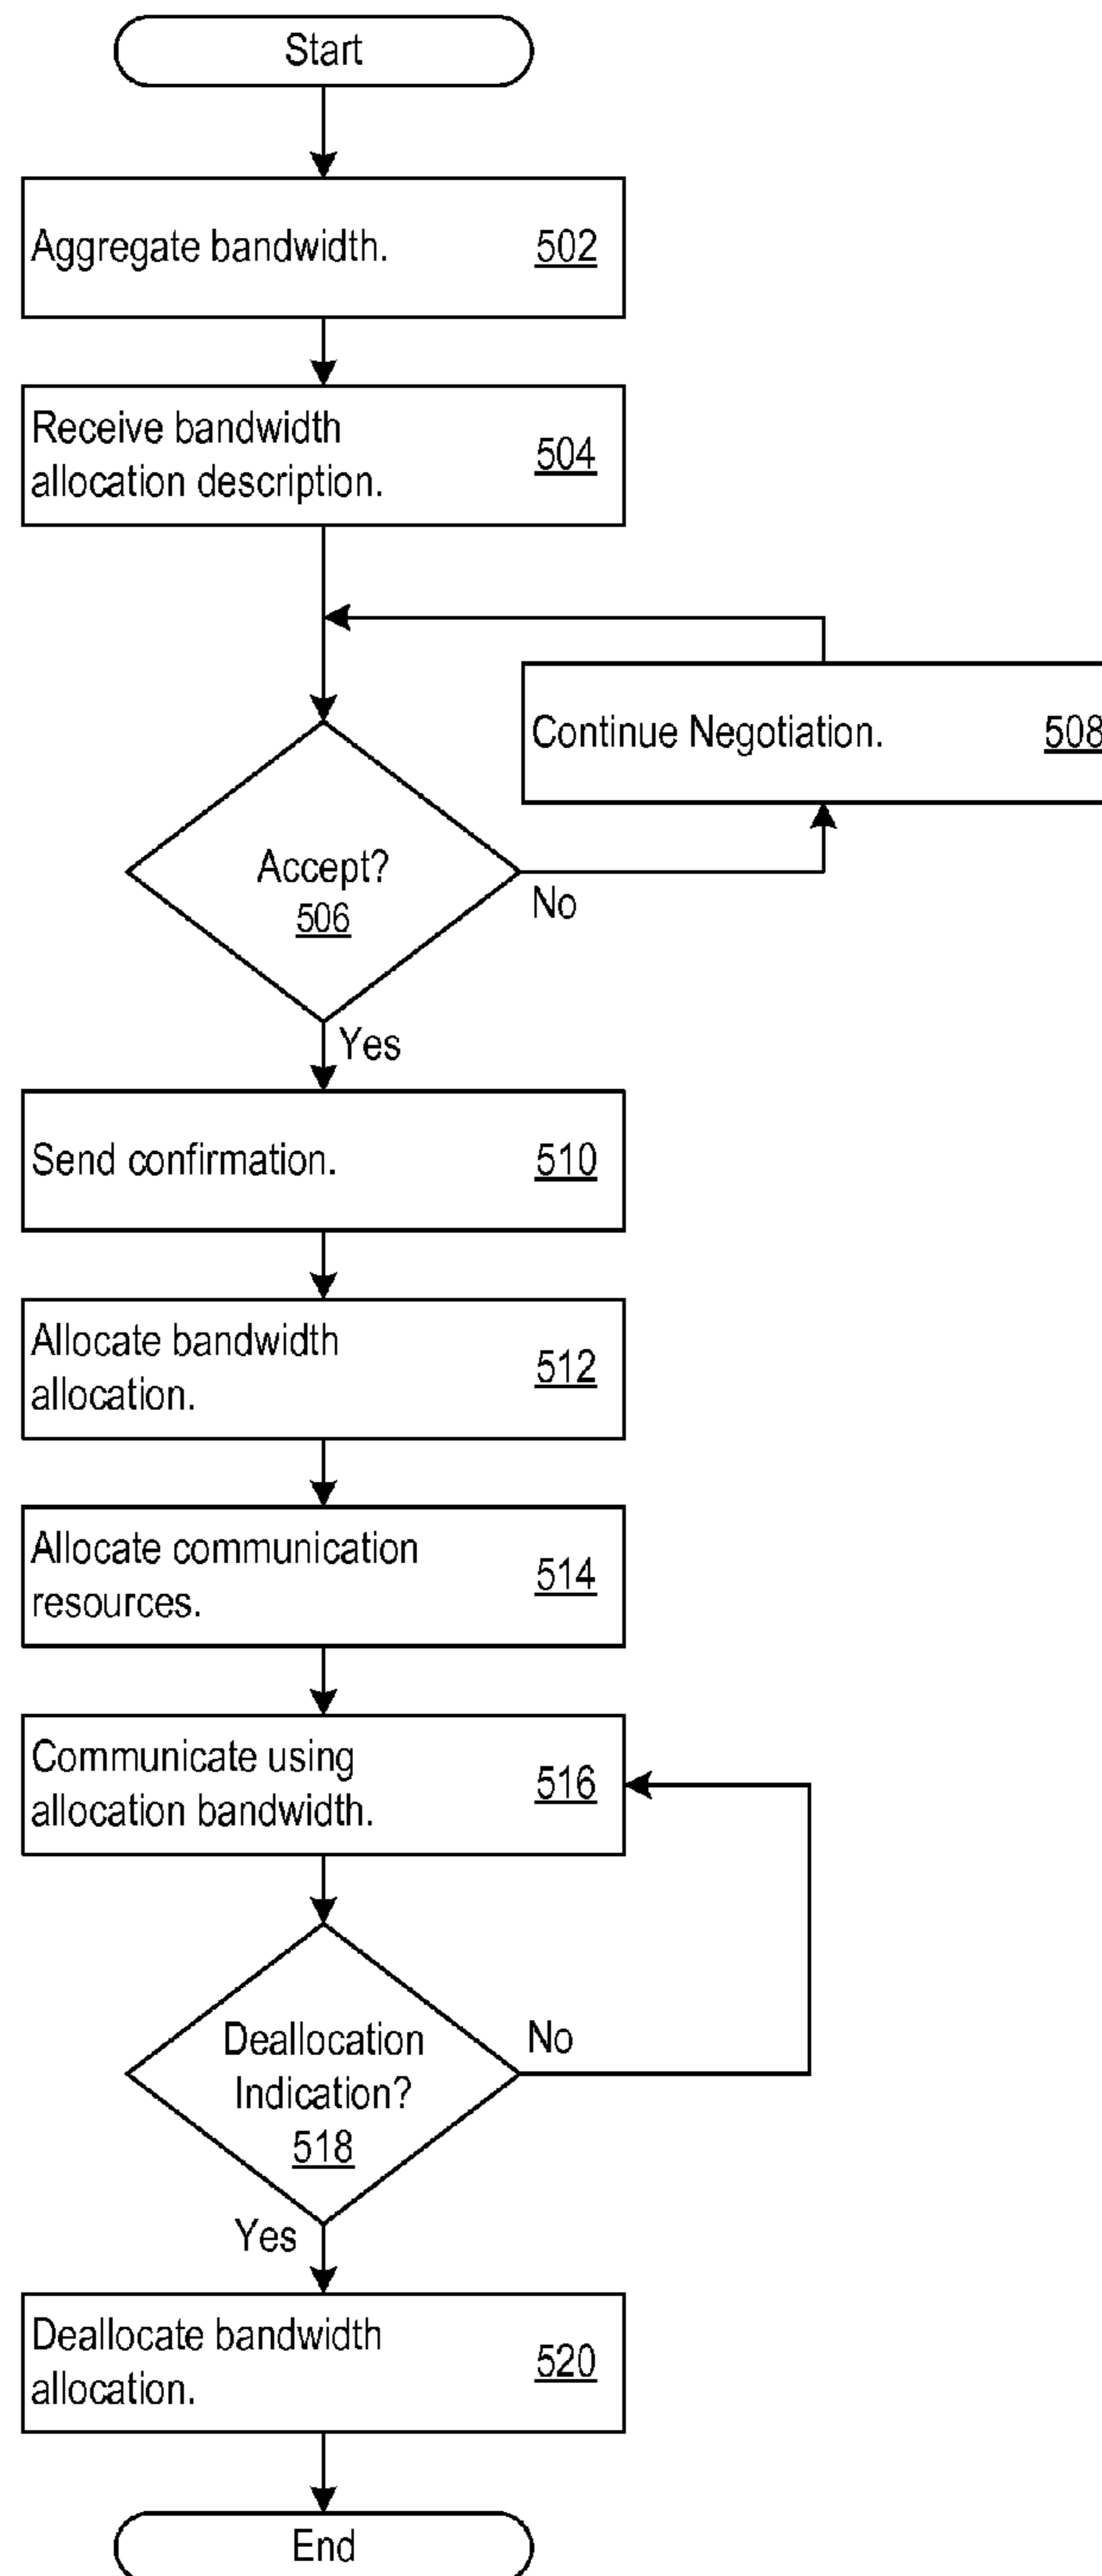 Start
Aggregate bandwidth. 502
Receive bandwidth
allocation description. 504
Continue Negotiation. 508
Accept?
506
No
Yes
Send confirmation. 510
Allocate bandwidth
allocation. 512
Allocate communication
resources. 514
Communicate using
allocation bandwidth. 516
Deallocation
Indication?
518
No
Yes
Deallocate bandwidth
allocation. 520
End